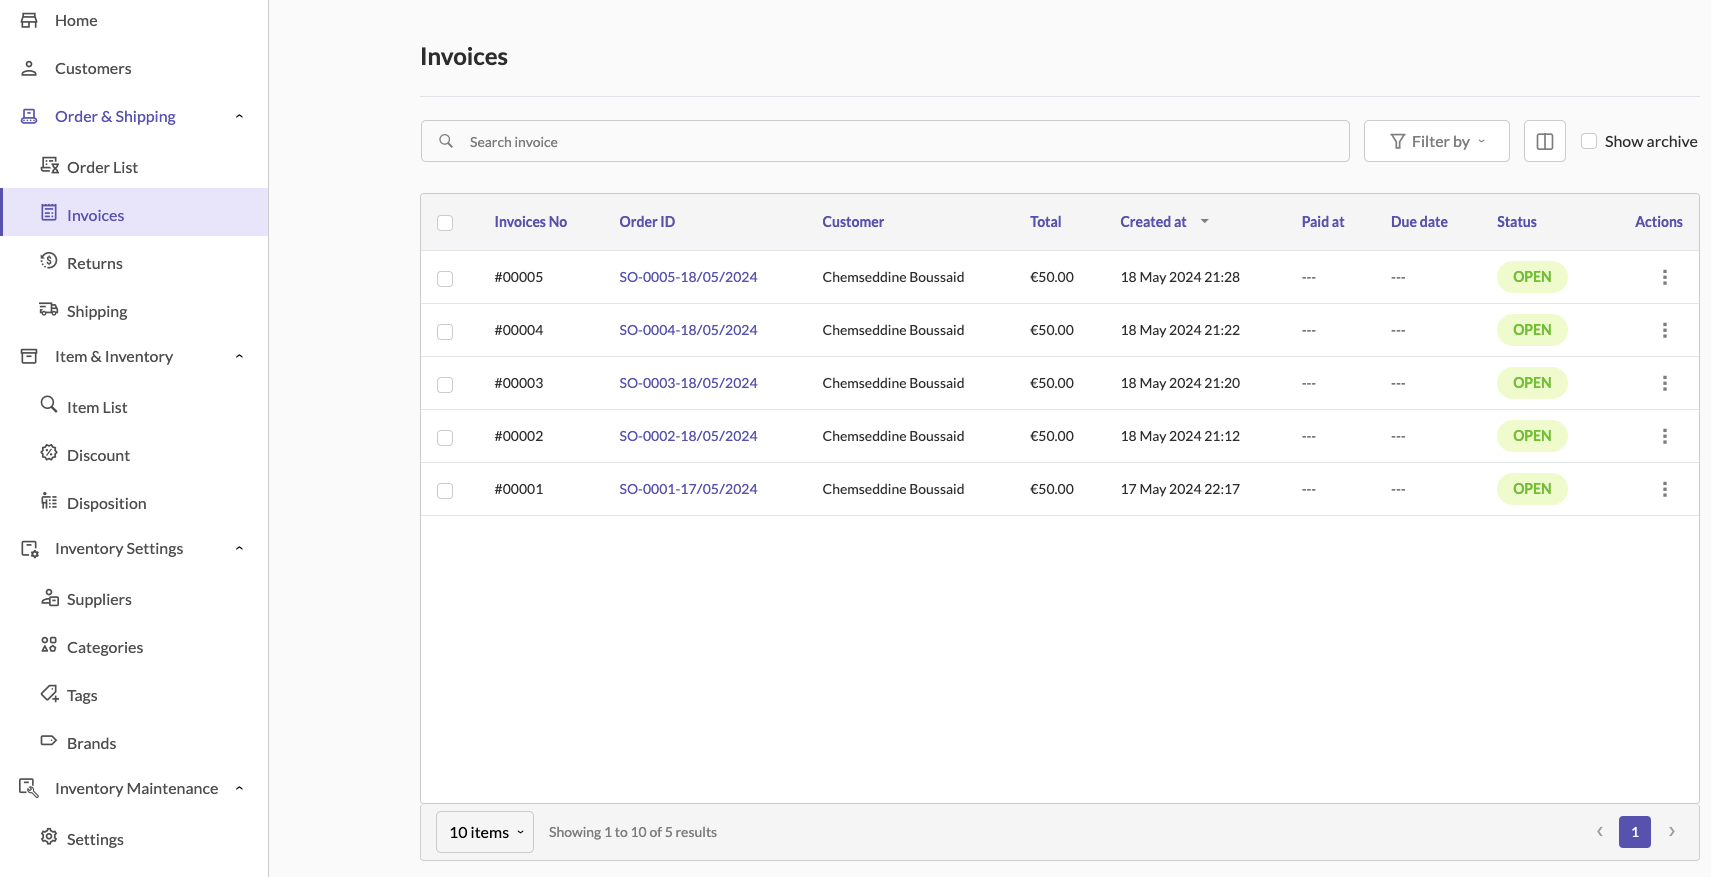 Home
Customers
Order & Shipping
Order List
Invoices
Returns
Shipping
Item & Inventory
Item List
Discount
Disposition
Inventory Settings
Suppliers
Categories
Tags
Brands
Inventory Maintenance
Settings
Invoices
Search invoice
Filter by
Show archive
Invoices No Order ID Customer Total Created at Paid at Due date Status Actions
#00005 SO-0005-18/05/2024 Chemseddine Boussaid €50.00 18 May 2024 21:28 --- --- OPEN
#00004 SO-0004-18/05/2024 Chemseddine Boussaid €50.00 18 May 2024 21:22 --- --- OPEN
#00003 SO-0003-18/05/2024 Chemseddine Boussaid €50.00 18 May 2024 21:20 --- --- OPEN
#00002 SO-0002-18/05/2024 Chemseddine Boussaid €50.00 18 May 2024 21:12 --- --- OPEN
#00001 SO-0001-17/05/2024 Chemseddine Boussaid €50.00 17 May 2024 22:17 --- --- OPEN
10 items Showing 1 to 10 of 5 results 1